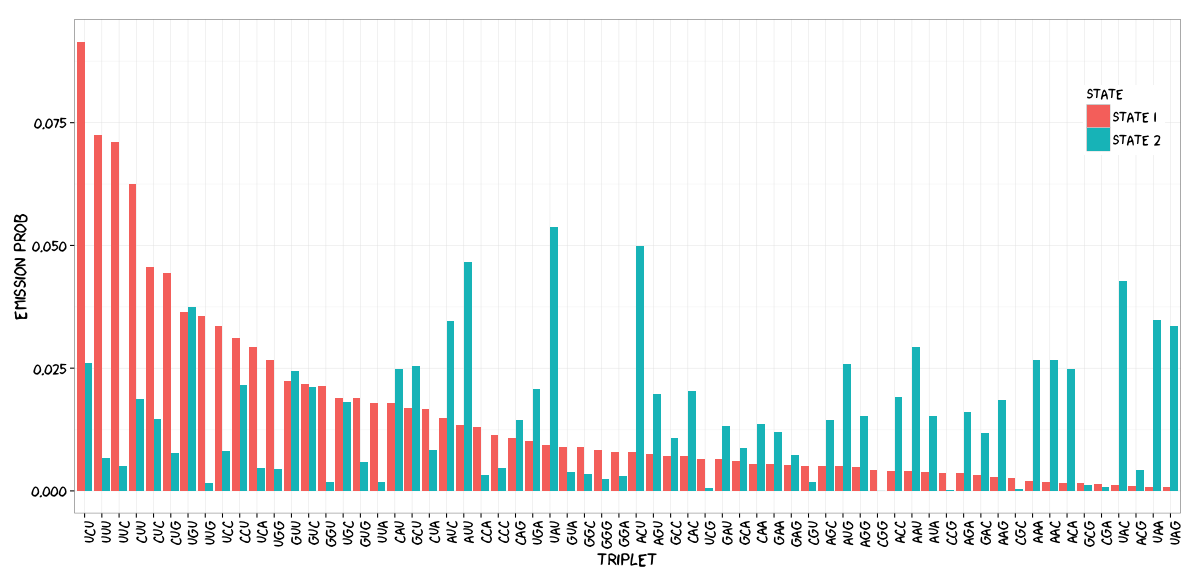 STATE
STATE 1
STATE 2
EMISSION PROB
0.075
0.050
0.025
0.000
UCU UUU UUC CUU CUC CUG UGU UUG UCC CCU UCA UGG GUU GUC GGU UGC GUG UUA CAU GCU CUA AUC AUU CCA CCC CAG UGA UAU GUA GGC GGG GGA ACU AGU GCC CAC UCG GAU GCA CAA GAA GAG CGU AGC AUG AGG CGG ACC AAU AUA CCG AGA GAC AAG CGC AAA AAC ACA GCG CGA UAC ACG UAA UAG
TRIPLET